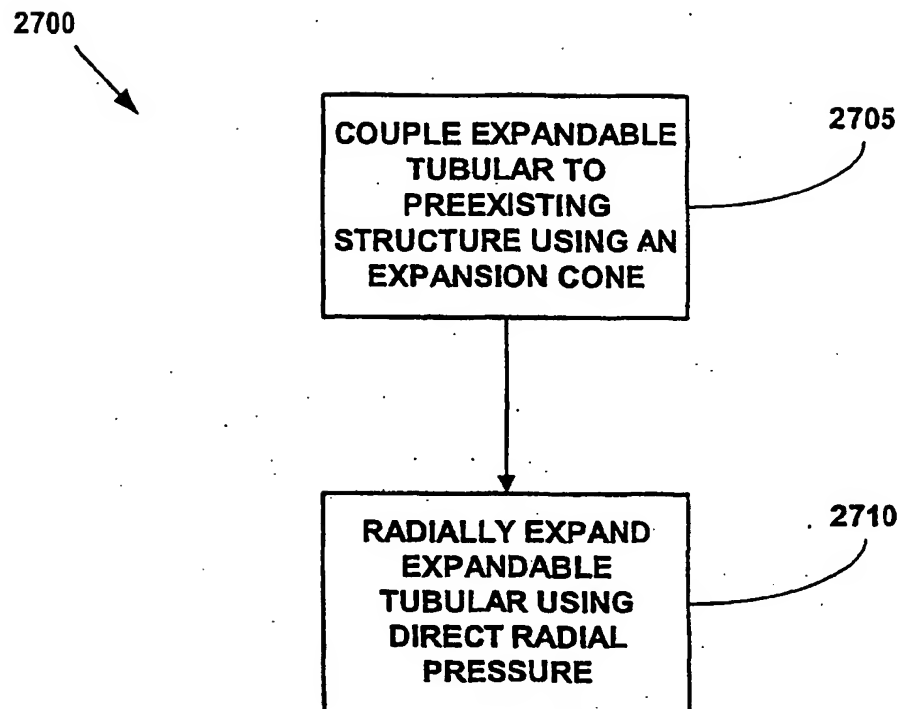 2700
COUPLE EXPANDABLE
TUBULAR TO
PREEXISTING
STRUCTURE USING AN
EXPANSION CONE
2705
RADIALLY EXPAND
EXPANDABLE
TUBULAR USING
DIRECT RADIAL
PRESSURE
2710